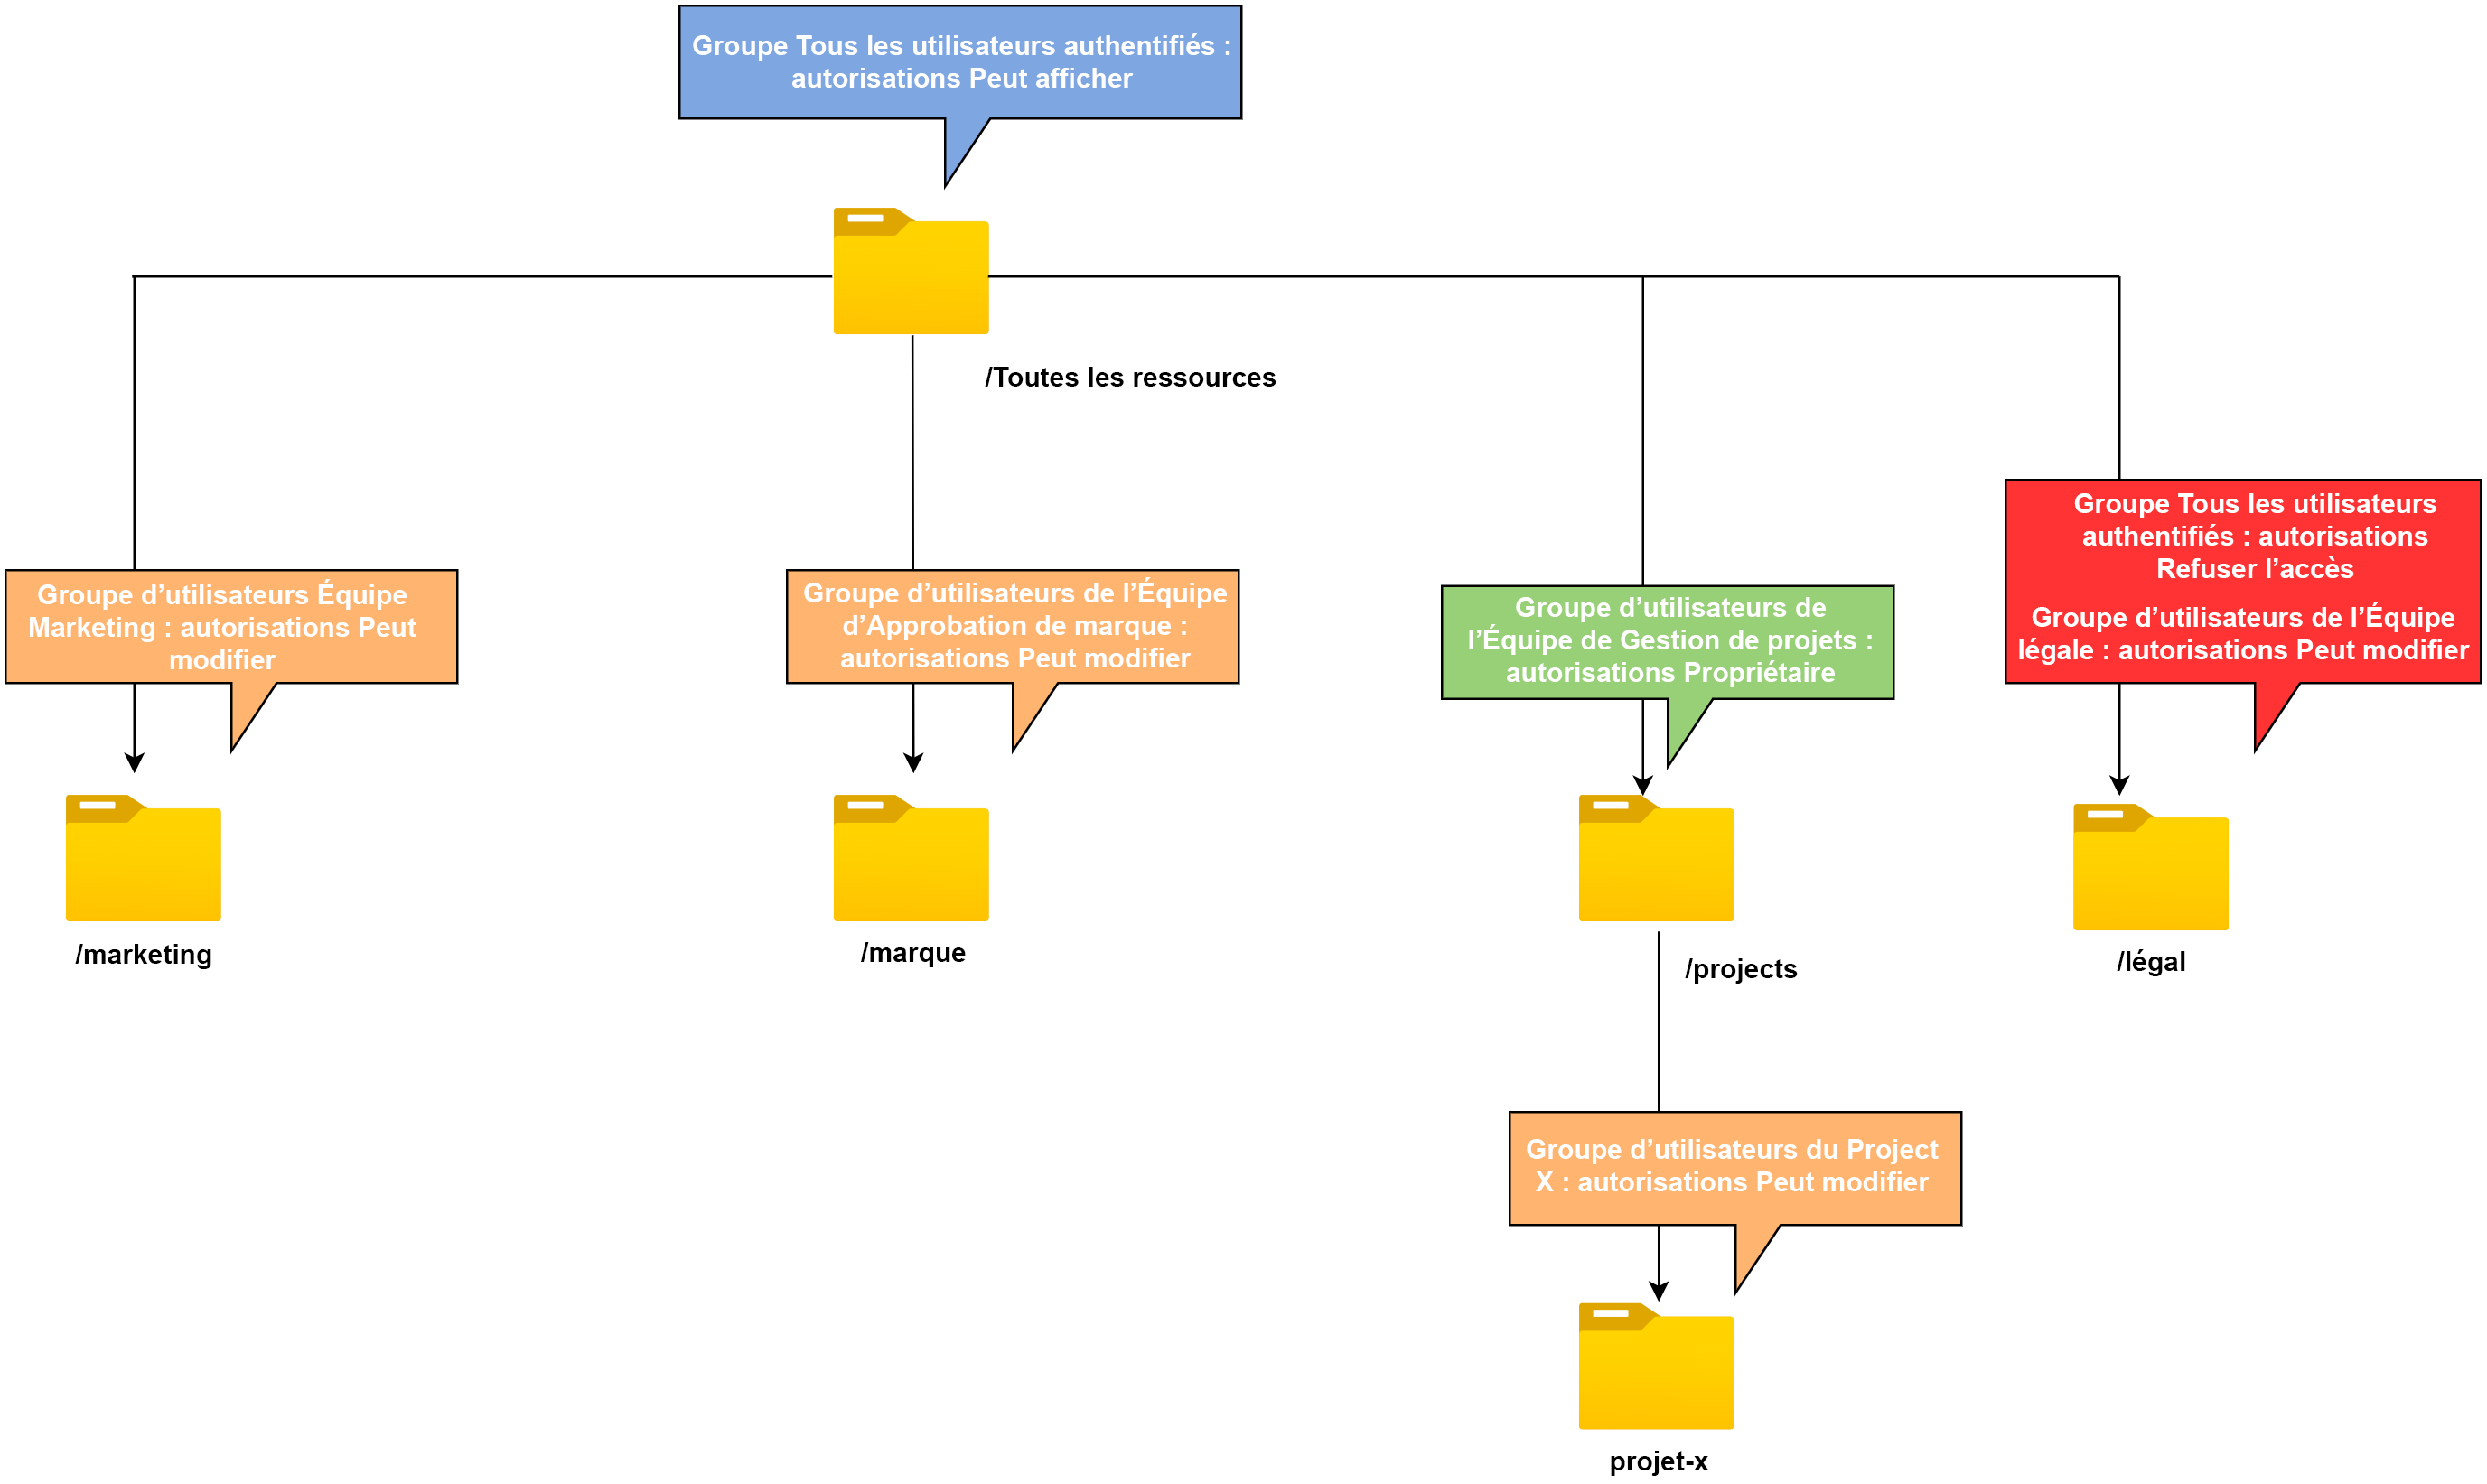 Groupe Tous les utilisateurs authentifiés :
autorisations Peut afficher
/Toutes les ressources
Groupe d’utilisateurs Équipe
Marketing : autorisations Peut
modifier
Groupe d’utilisateurs de l’Équipe
d’Approbation de marque :
autorisations Peut modifier
Groupe d’utilisateurs de
l’Équipe de Gestion de projets :
autorisations Propriétaire
Groupe Tous les utilisateurs
authentifiés : autorisations
Refuser l’accès
Groupe d’utilisateurs de l’Équipe
légale : autorisations Peut modifier
/marketing
/marque
/projects
/légal
Groupe d’utilisateurs du Project
X : autorisations Peut modifier
projet-x